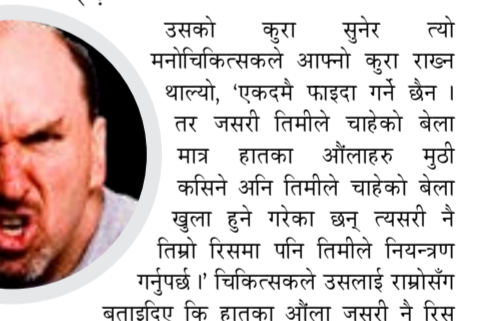 उसको कुरा सुनेर त्यो
मनोचिकित्सकले आफ्नो कुरा राख्न
थाल्यो, ‘एकदमै फाइदा गर्ने छैन ।
तर जसरी तिमीले चाहेको बेला
मात्र हातका औंलाहरु मुठी
कसिने अनि तिमीले चाहेको बेला
खुला हुने गरेका छन् त्यसरी नै
तिम्रो रिसमा पनि तिमीले नियन्त्रण
गर्नुपर्छ ।’ चिकित्सकले उसलाई राम्रोसँग
बताइदिए कि हातका औंला जसरी नै रिस